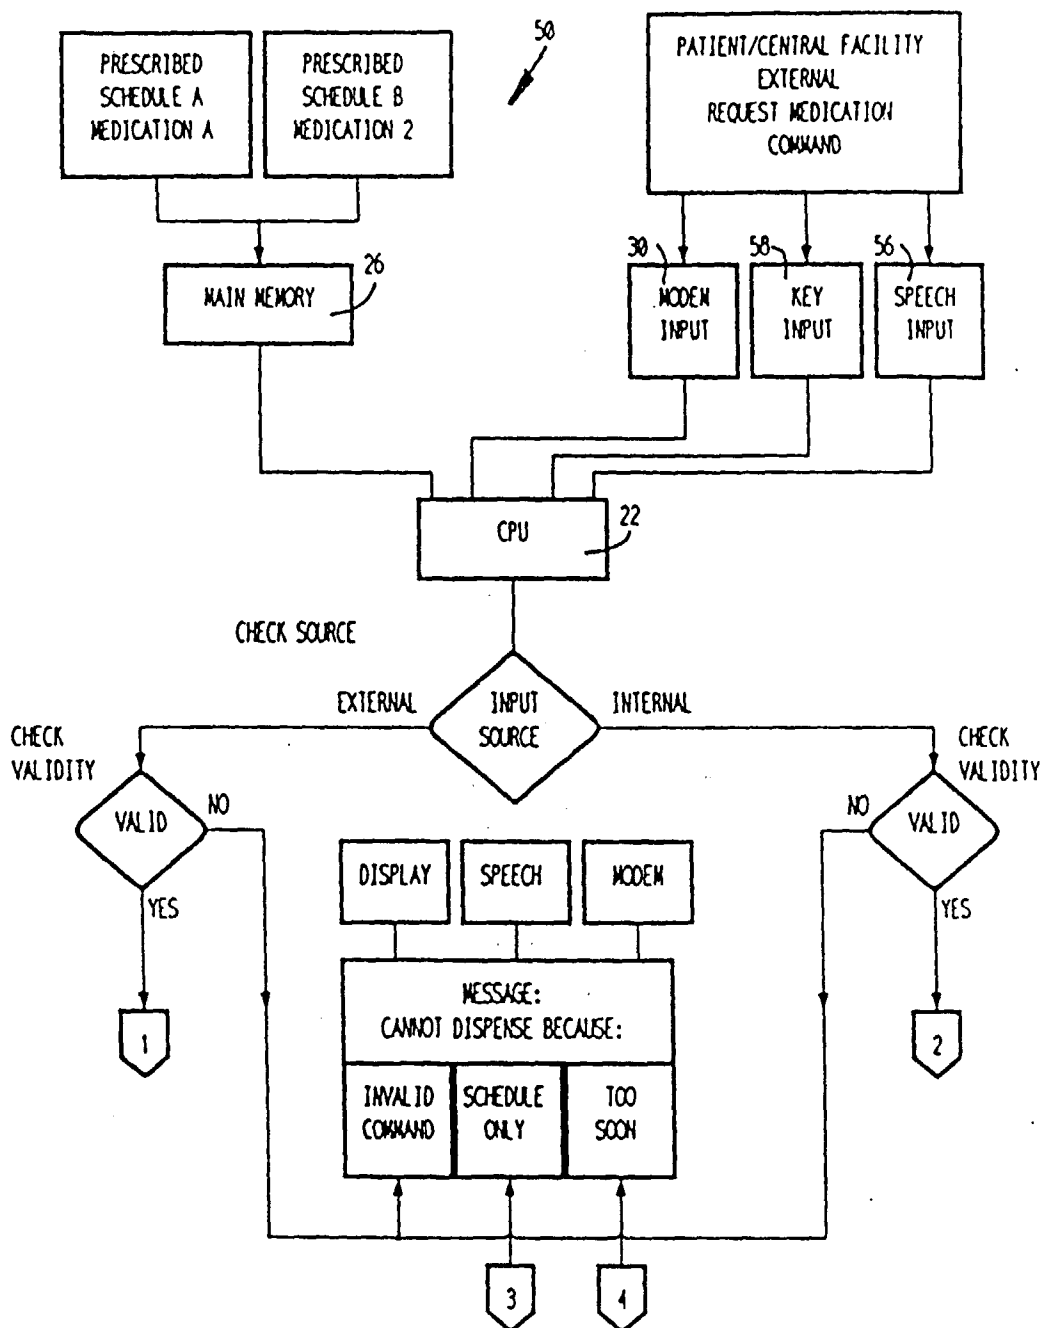 50
PRESCRIBED
SCHEDULE A
MEDICATION A
PRESCRIBED
SCHEDULE B
MEDICATION 2
PATIENT/CENTRAL FACILITY
EXTERNAL
REQUEST MEDICATION
COMMAND
26
MAIN MEMORY
30
MODEM
INPUT
58
KEY
INPUT
56
SPEECH
INPUT
22
CPU
CHECK SOURCE
EXTERNAL
INPUT
SOURCE
INTERNAL
CHECK
VALIDITY
VALID
NO
YES
1
CHECK
VALIDITY
NO
VALID
YES
2
DISPLAY
SPEECH
MODEM
MESSAGE:
CANNOT DISPENSE BECAUSE:
INVALID
COMMAND
SCHEDULE
ONLY
TOO
SOON
3
4